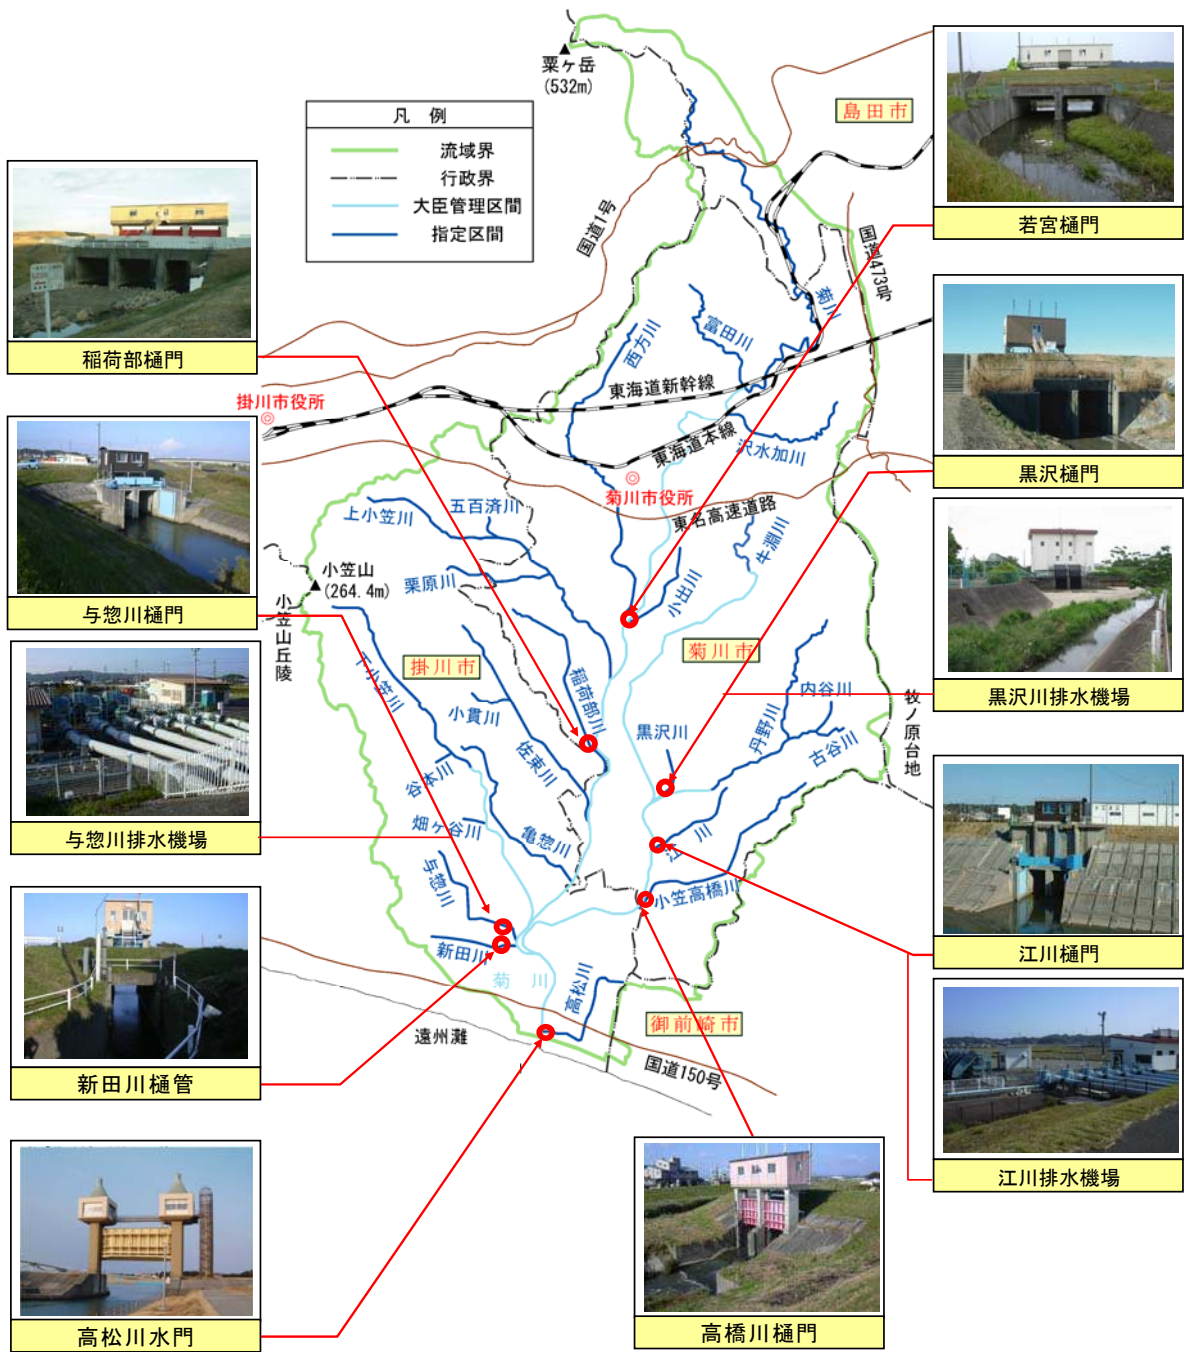 粟ヶ岳
(532m)
凡 例
流域界
行政界
大臣管理区間
指定区間
島田市
国道1号
国道473号
菊川
富田川
西方川
東海道新幹線
東海道本線
沢水加川
掛川市役所
菊川市役所
東名高速道路
牛淵川
五百済川
上小笠川
小笠山
(264.4m)
栗原川
小出川
小笠山丘陵
掛川市
菊川市
下小笠川
稲荷部川
内谷川
小貫川
黒沢川
丹野川
牧ノ原台地
佐束川
古谷川
谷本川
畑ヶ谷川
亀惣川
江川
与惣川
小笠高橋川
新田川
菊 川
高松川
御前崎市
遠州灘
国道150号
稲荷部樋門
与惣川樋門
与惣川排水機場
新田川樋管
高松川水門
若宮樋門
黒沢樋門
黒沢川排水機場
江川樋門
江川排水機場
高橋川樋門